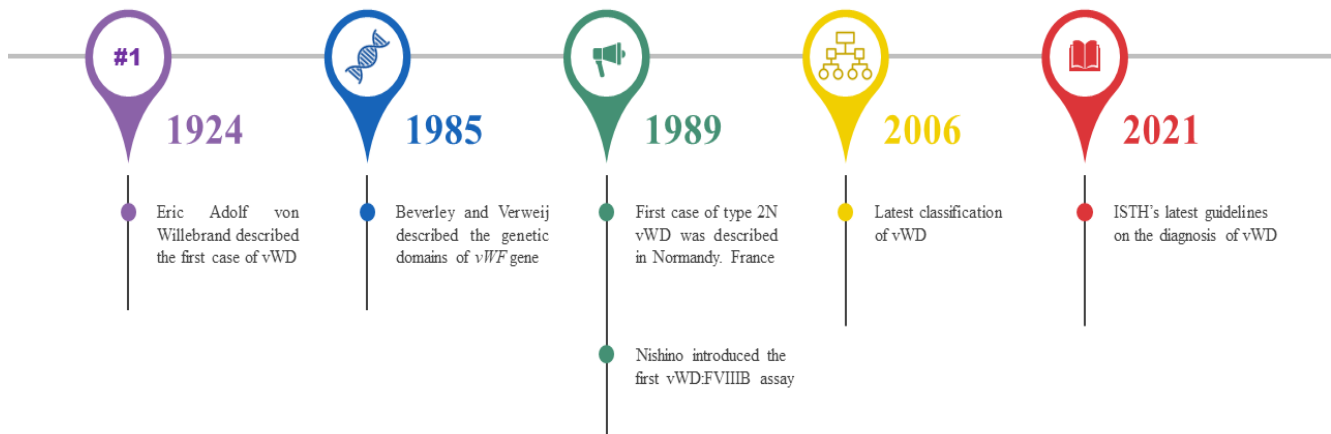 #1
1924
Eric Adolf von
Willebrand described
the first case of vWD
1985
Beverley and Verweij
described the genetic
domains of vWF gene
1989
First case of type 2N
vWD was described
in Normandy. France
Nishino introduced the
first vWD:FVIIIB assay
2006
Latest classification
of vWD
2021
ISTH's latest guidelines
on the diagnosis of vWD